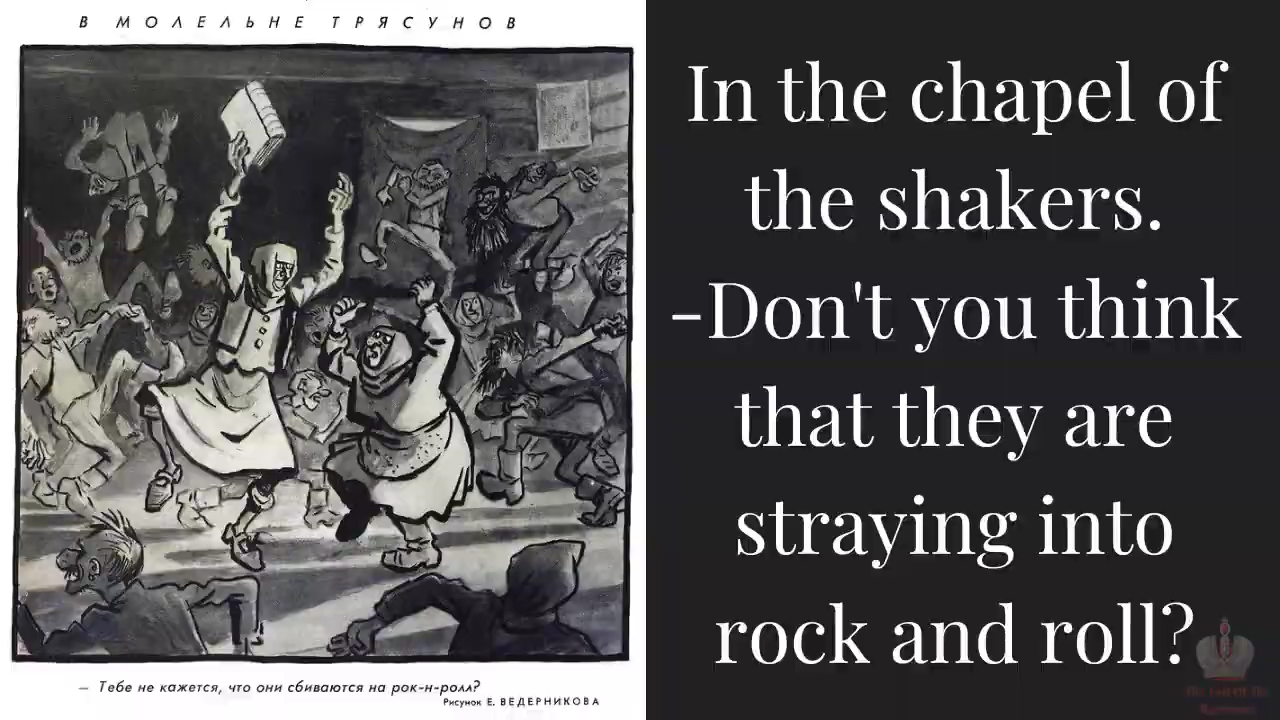 В МОЛЕЛЬНЕ ТРЯСУНОВ
— Тебе не кажется, что они сбиваются на рок-н-ролл?
Рисунок Е. ВЕДЕРНИКОВА
In the chapel of
the shakers.
-Don't you think
that they are
straying into
rock and roll?